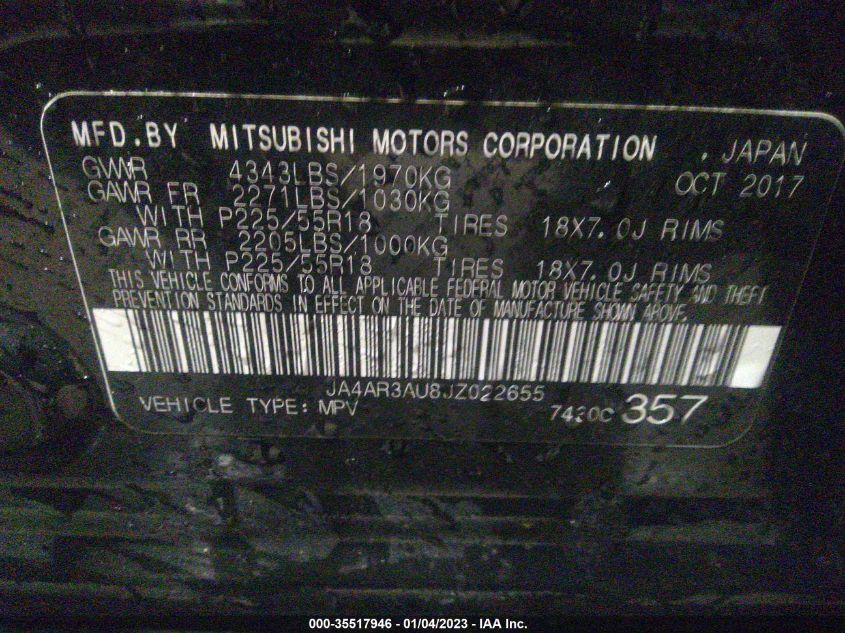 MFD.BY MITSUBISHI MOTORS CORPORATION , JAPAN
GVWR 4343LBS/1970KG OCT 2017
GAWR FR 2271LBS/1030KG
WITH P225/55R18 TIRES 18X7.0J RIMS
GAWR RR 2205LBS/1000KG
WITH P225/55R18 TIRES 18X7.0J RIMS
THIS VEHICLE CONFORMS TO ALL APPLICABLE FEDERAL MOTOR VEHICLE SAFETY AND THEFT
PREVENTION STANDARDS IN EFFECT ON THE DATE OF MANUFACTURE SHOWN ABOVE.
JA4AR3AU8JZ022655
VEHICLE TYPE: MPV 357
000-35517946 - 01/04/2023 - IAA Inc.